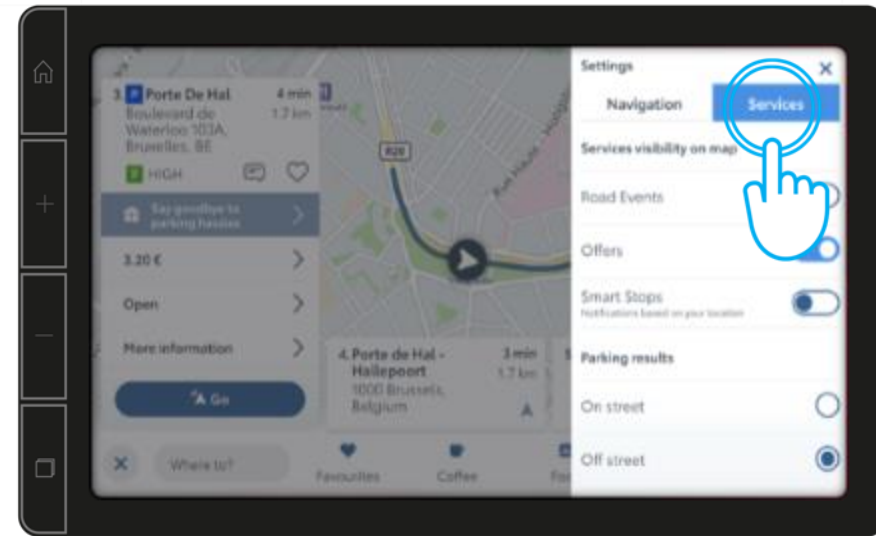 3. P Porte De Hal 4 min
Boulevard de 1.7 km
Waterloo 103A,
Bruxelles, BE
HIGH
Say goodbye to
parking hassles
3.20 €
Open
More information
Go
R20
Rue Haute - Hoogstraat
4. Porte de Hal - 3 min
Hallepoort 1.7 km
1000 Brussels,
Belgium
Where to?
Favourites
Coffee
Settings
Navigation
Services
Services visibility on map
Road Events
Offers
Smart Stops
Notifications based on your location
Parking results
On street
Off street